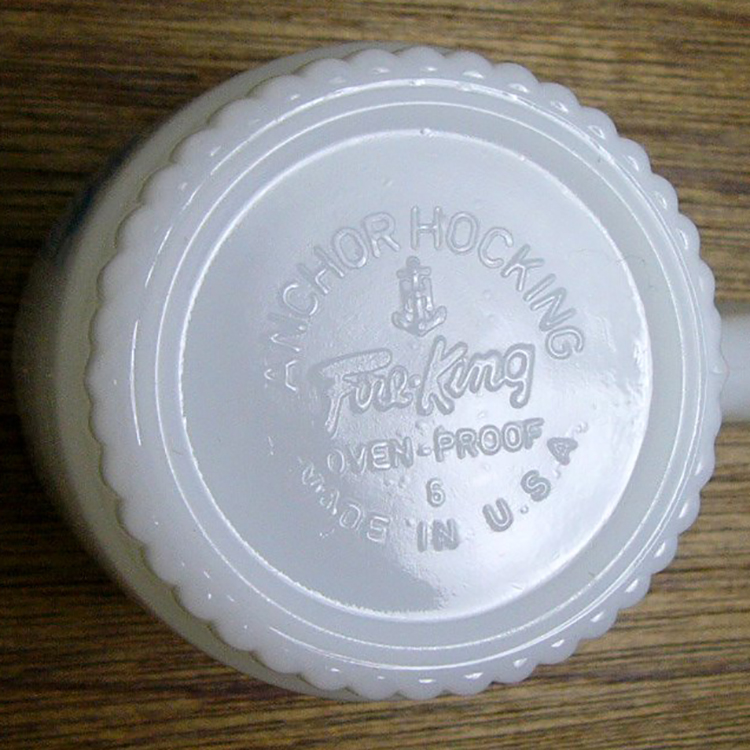 ANCHOR HOCKING
Fire-King
OVEN-PROOF
6
MADE IN U.S.A.